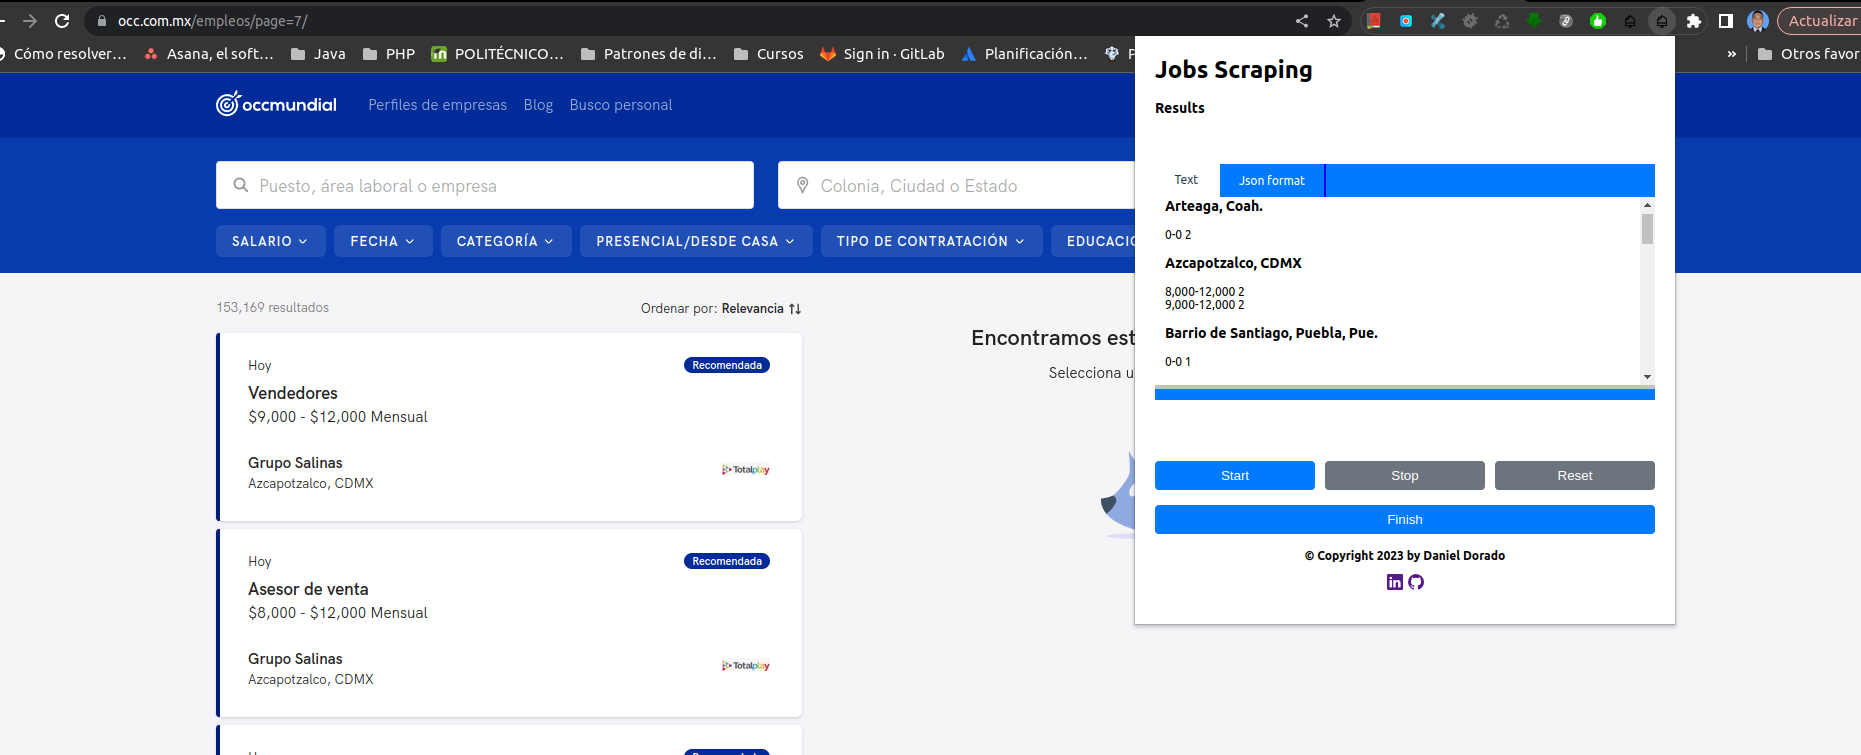 occ.com.mx/empleos/page=7/
Actualizar
Cómo resolver...
Asana, el soft...
Java
PHP
POLITÉCNICO...
Patrones de di...
Cursos
Sign in · GitLab
Planificación...
P
»
Otros favor
occmundial
Perfiles de empresas
Blog
Busco personal
Puesto, área laboral o empresa
Colonia, Ciudad o Estado
SALARIO
FECHA
CATEGORÍA
PRESENCIAL/DESDE CASA
TIPO DE CONTRATACIÓN
EDUCACIO
153,169 resultados
Ordenar por: Relevancia
Hoy
Recomendada
Vendedores
$9,000 - $12,000 Mensual
Grupo Salinas
Totalplay
Azcapotzalco, CDMX
Hoy
Recomendada
Asesor de venta
$8,000 - $12,000 Mensual
Grupo Salinas
Totalplay
Azcapotzalco, CDMX
Encontramos est
Selecciona u
Jobs Scraping
Results
Text
Json format
Arteaga, Coah.
0-0 2
Azcapotzalco, CDMX
8,000-12,000 2
9,000-12,000 2
Barrio de Santiago, Puebla, Pue.
0-0 1
Start
Stop
Reset
Finish
© Copyright 2023 by Daniel Dorado
in